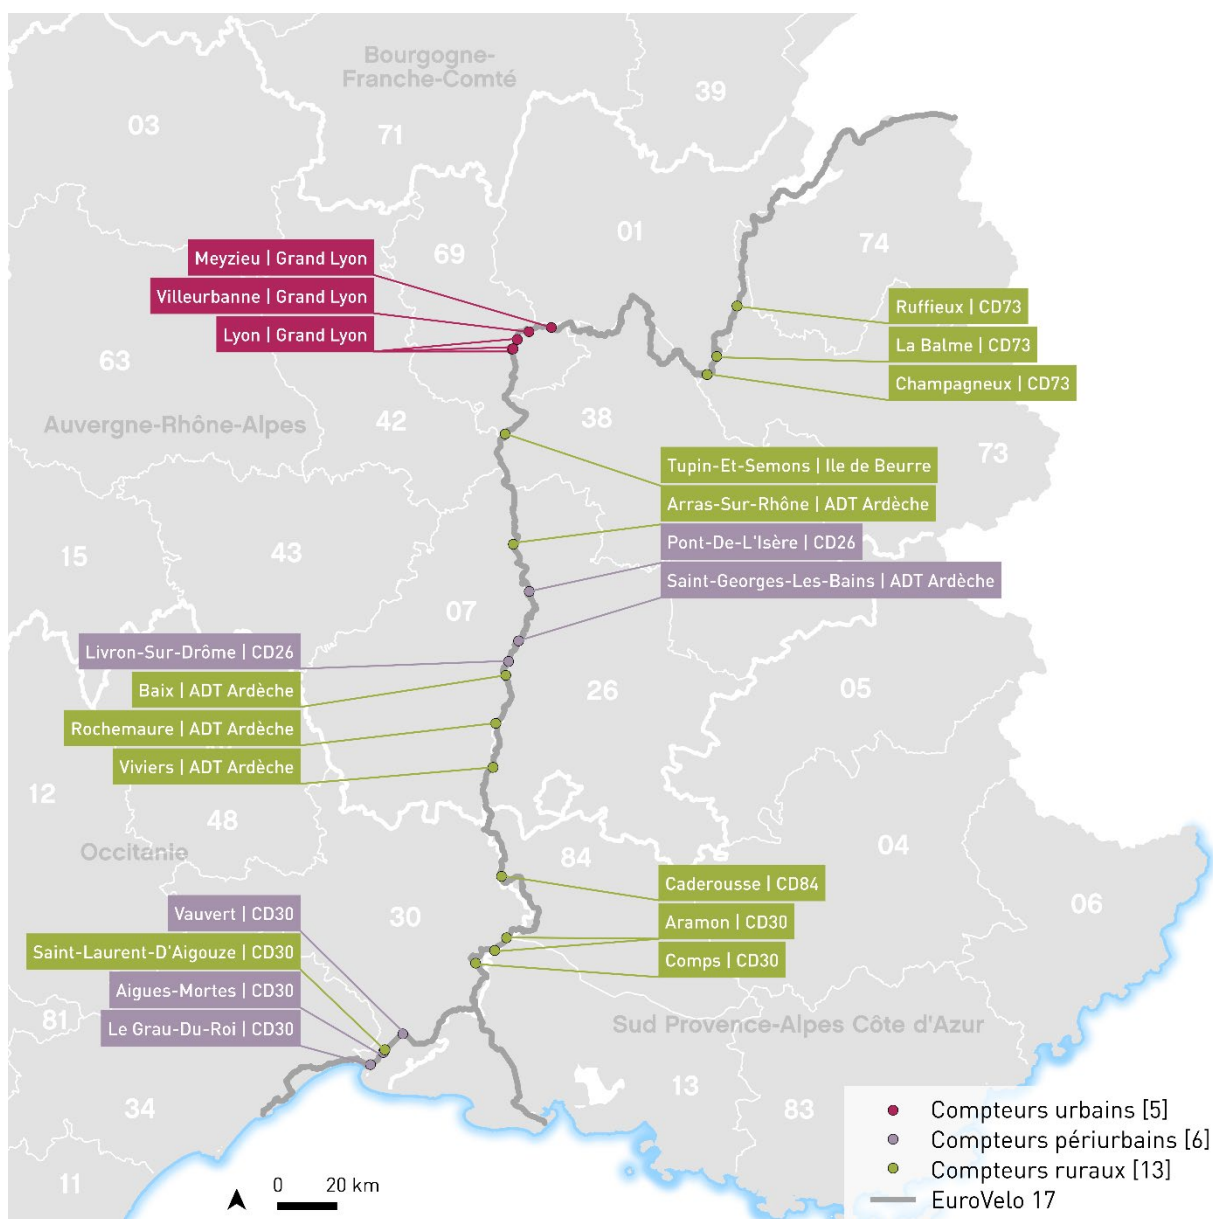 Bourgogne-
Franche-Comté
39
03
71
01
69
74
Meyzieu | Grand Lyon
Villeurbanne | Grand Lyon
Lyon | Grand Lyon
Ruffieux | CD73
La Balme | CD73
Champagneux | CD73
63
Auvergne-Rhône-Alpes
42
38
73
Tupin-Et-Semons | Ile de Beurre
Arras-Sur-Rhône | ADT Ardèche
Pont-De-L'Isère | CD26
Saint-Georges-Les-Bains | ADT Ardèche
15
43
07
Livron-Sur-Drôme | CD26
Baix | ADT Ardèche
Rochemaure | ADT Ardèche
Viviers | ADT Ardèche
26
05
12
48
Occitanie
84
04
06
30
Caderousse | CD84
Aramon | CD30
Comps | CD30
Vauvert | CD30
Saint-Laurent-D'Aigouze | CD30
Aigues-Mortes | CD30
Le Grau-Du-Roi | CD30
81
Sud Provence-Alpes Côte d'Azur
13
83
34
11
0 20 km
Compteurs urbains [5]
Compteurs périurbains [6]
Compteurs ruraux [13]
EuroVelo 17